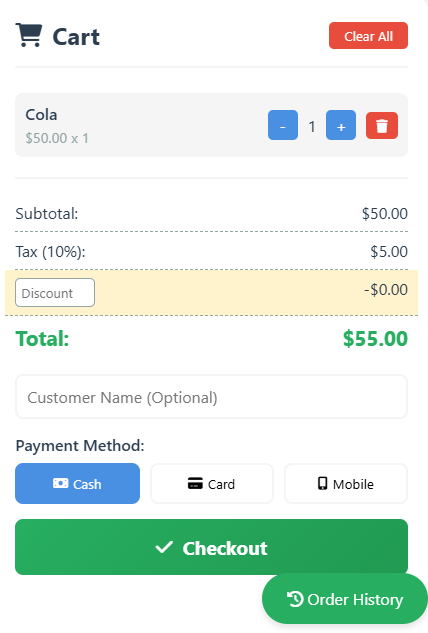 Cart
Clear All
Cola
$50.00 x 1
- 1 +
Subtotal: $50.00
Tax (10%): $5.00
Discount -$0.00
Total: $55.00
Customer Name (Optional)
Payment Method:
Cash Card Mobile
Checkout
Order History